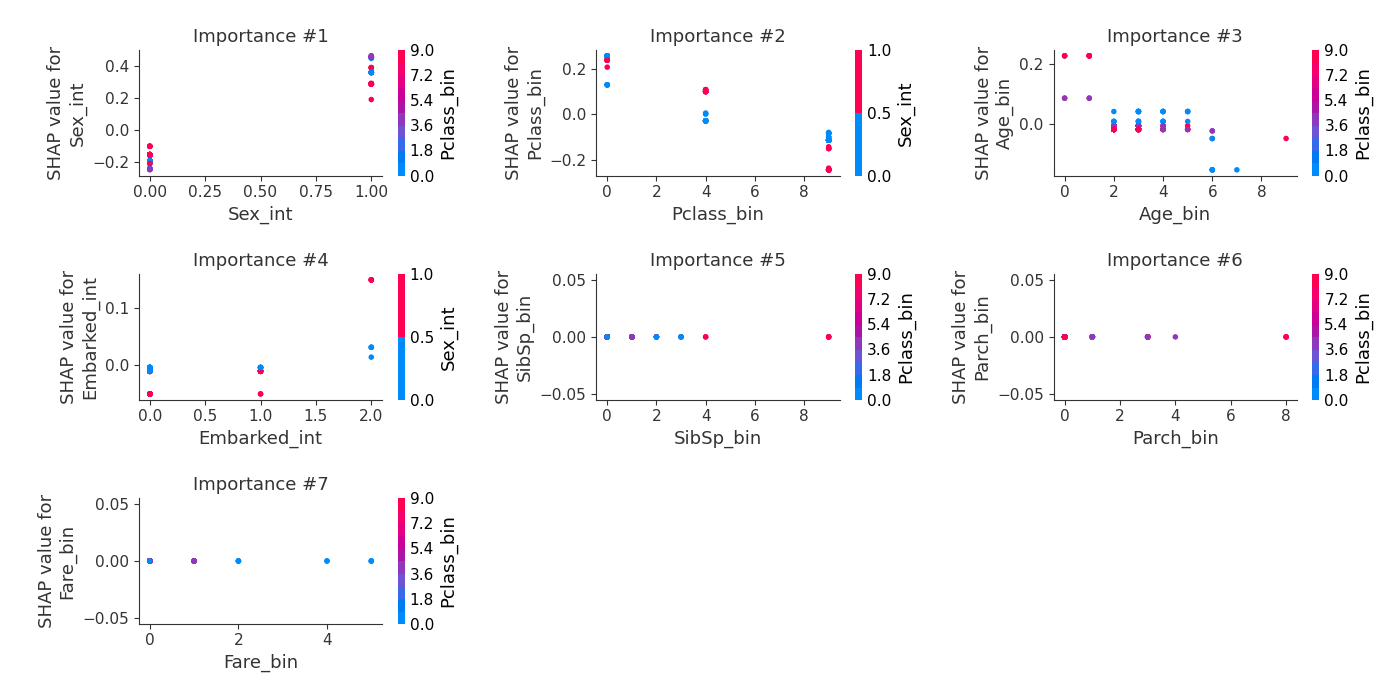 Importance #1
SHAP value for
Sex_int
0.4
0.2
0.0
−0.2
0.00 0.25 0.50 0.75 1.00
Sex_int
9.0
7.2
5.4
3.6
1.8
0.0
Pclass_bin
Importance #2
SHAP value for
Pclass_bin
0.2
0.0
−0.2
0 2 4 6 8
Pclass_bin
1.0
0.5
0.0
Sex_int
Importance #3
SHAP value for
Age_bin
0.2
0.0
0 2 4 6 8
Age_bin
9.0
7.2
5.4
3.6
1.8
0.0
Pclass_bin
Importance #4
SHAP value for
Embarked_int
0.1
0.0
0.0 0.5 1.0 1.5 2.0
Embarked_int
1.0
0.5
0.0
Sex_int
Importance #5
SHAP value for
SibSp_bin
0.05
0.00
−0.05
0 2 4 6 8
SibSp_bin
9.0
7.2
5.4
3.6
1.8
0.0
Pclass_bin
Importance #6
SHAP value for
Parch_bin
0.05
0.00
−0.05
0 2 4 6 8
Parch_bin
9.0
7.2
5.4
3.6
1.8
0.0
Pclass_bin
Importance #7
SHAP value for
Fare_bin
0.05
0.00
−0.05
0 2 4
Fare_bin
9.0
7.2
5.4
3.6
1.8
0.0
Pclass_bin